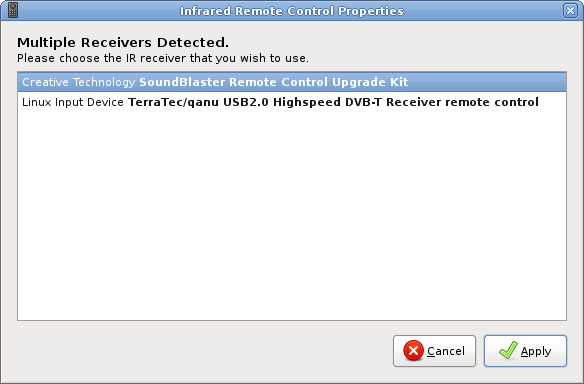 Infrared Remote Control Properties
Multiple Receivers Detected.
Please choose the IR receiver that you wish to use.
Creative Technology SoundBlaster Remote Control Upgrade Kit
Linux Input Device TerraTec/qanu USB2.0 Highspeed DVB-T Receiver remote control
Cancel
Apply